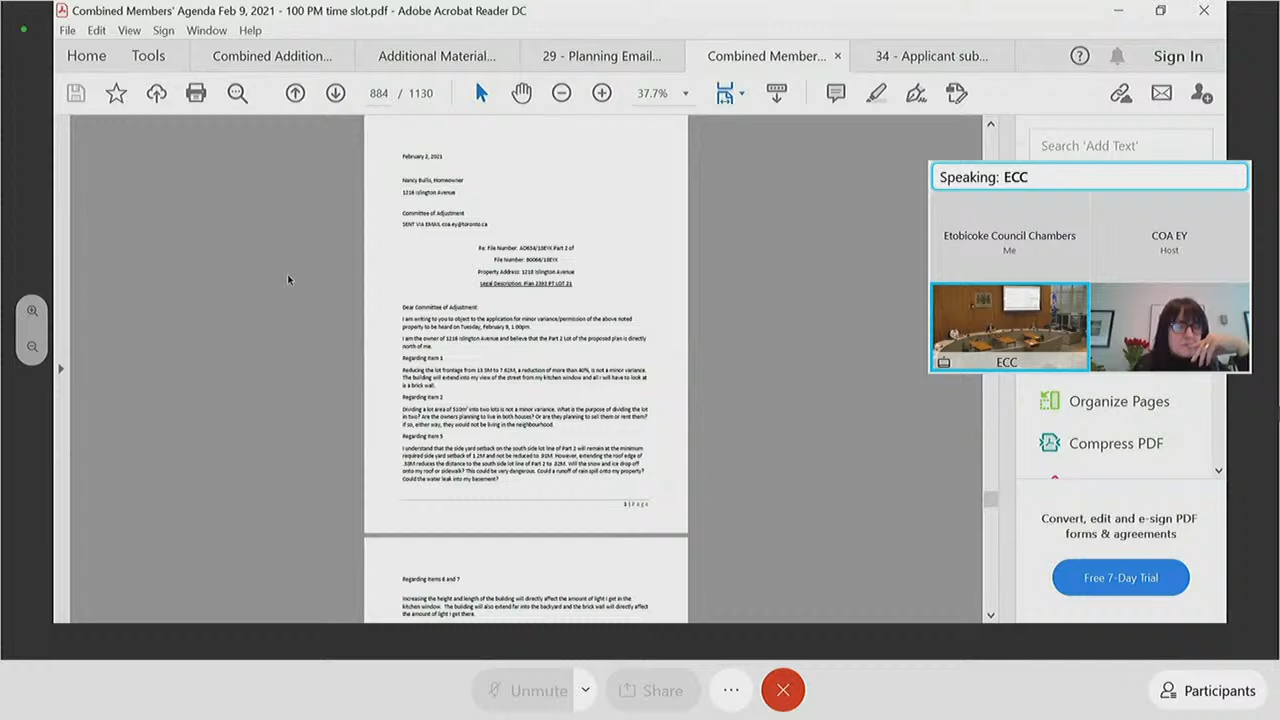 Combined Members' Agenda Feb 9, 2021 - 100 PM time slot.pdf - Adobe Acrobat Reader DC
File Edit View Sign Window Help
Home Tools Combined Addition... Additional Material... 29 - Planning Email... Combined Member... × 34 - Applicant sub... Sign In
884 / 1130 37.7%
Search 'Add Text'
February 2, 2021
Nancy Bullo, Homeowner
1216 Islington Avenue
Committee of Adjustment
SENT VIA EMAIL coa.ey@toronto.ca
Re: File Number: A0634/18EYK Part 2 of
File Number: B0066/18EYK
Property Address: 1218 Islington Avenue
Legal Description: Plan 2392 PT LOT 21
Dear Committee of Adjustment:
I am writing to you to object to the application for minor variance/permission of the above noted
property to be heard on Tuesday, February 9, 1:00pm.
I am the owner of 1216 Islington Avenue and believe that the Part 2 Lot of the proposed plan is directly
north of me.
Regarding Item 1
Reducing the lot frontage from 13.5M to 7.62M, a reduction of more than 40%, is not a minor variance.
The building will extend into my view of the street from my kitchen window and all I will have to look at
is a brick wall.
Regarding Item 2
Dividing a lot area of 510m² into two lots is not a minor variance. What is the purpose of dividing the lot
in two? Are the owners planning to live in both houses? Or are they planning to sell them or rent them?
If so, either way, they would not be living in the neighbourhood.
Regarding Item 5
I understand that the side yard setback on the south side lot line of Part 2 will remain at the minimum
required side yard setback of 1.2M and not be reduced to .91M. However, extending the roof edge of
.38M reduces the distance to the south side lot line of Part 2 to .82M. Will the snow and ice drop off
onto my roof or sidewalk? This could be very dangerous. Could a runoff of rain spill onto my property?
Could the water leak into my basement?
1 | Page
Regarding Items 6 and 7
Increasing the height and length of the building will directly affect the amount of light I get in the
kitchen window. The building will also extend far into the backyard and the brick wall will directly affect
the amount of light I get there.
Speaking: ECC
Etobicoke Council Chambers
Me
COA EY
Host
ECC
Organize Pages
Compress PDF
Convert, edit and e-sign PDF
forms & agreements
Free 7-Day Trial
Unmute Share Participants